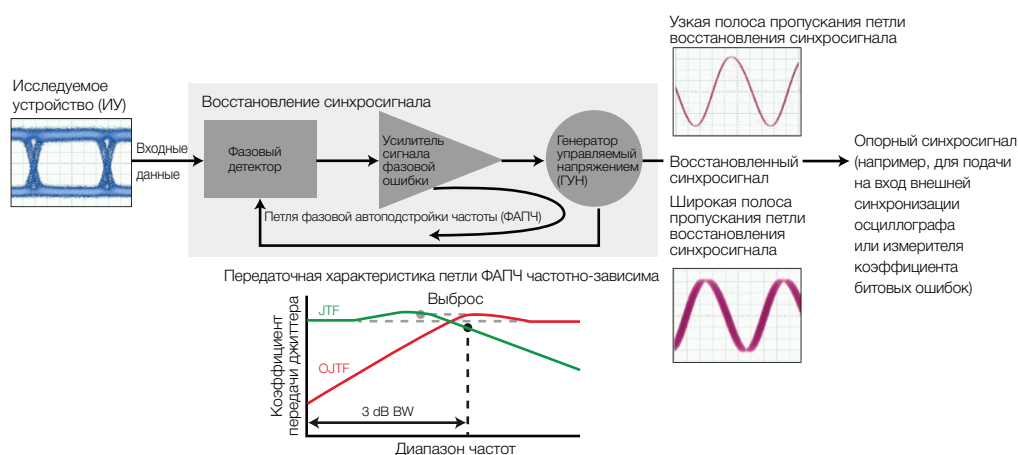 Узкая полоса пропускания петли
восстановления синхросигнала
Исследуемое
устройство (ИУ)
Восстановление синхросигнала
Входные
данные
Фазовый
детектор
Усилитель
сигнала
фазовой
ошибки
Генератор
управляемый
напряжением
(ГУН)
Петля фазовой автоподстройки частоты (ФАПЧ)
Восстановленный
синхросигнал
Опорный синхросигнал
(например, для подачи
на вход внешней
синхронизации
осциллографа
или измерителя
коэффициента
битовых ошибок)
Широкая полоса
пропускания петли
восстановления
синхросигнала
Передаточная характеристика петли ФАПЧ частотно-зависима
Коэффициент
передачи джиттера
JTF
Выброс
OJTF
3 dB BW
Диапазон частот